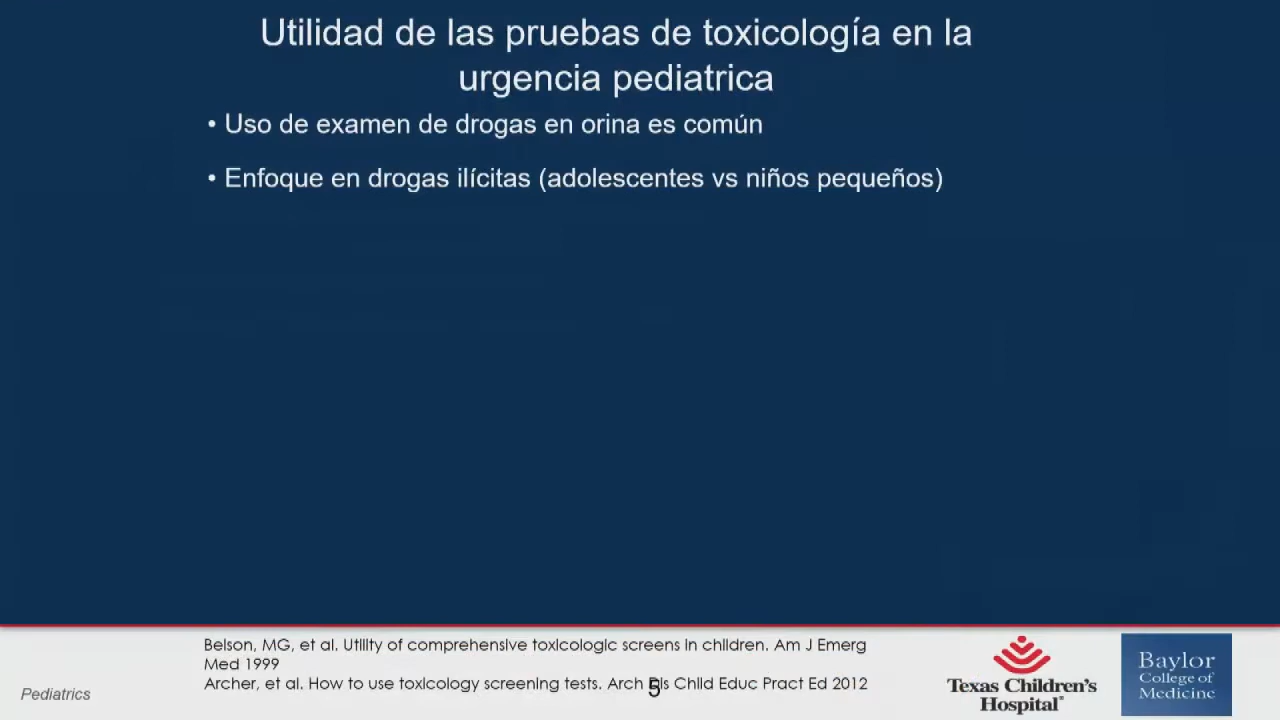 Utilidad de las pruebas de toxicología en la
urgencia pediatrica
• Uso de examen de drogas en orina es común
• Enfoque en drogas ilícitas (adolescentes vs niños pequeños)
Belson, MG, et al. Utility of comprehensive toxicologic screens in children. Am J Emerg
Med 1999
Archer, et al. How to use toxicology screening tests. Arch Dis Child Educ Pract Ed 2012
5
Pediatrics
Texas Children's
Hospital®
Baylor
College of
Medicine